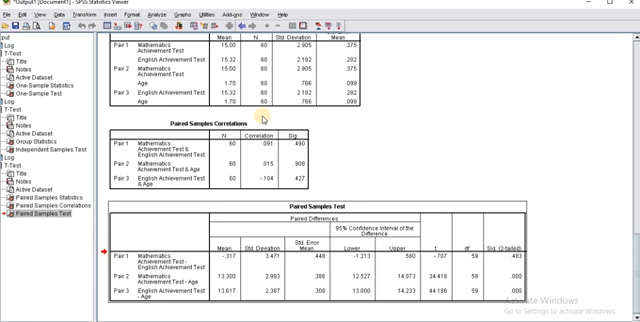 *Output1 [Document1] - SPSS Statistics Viewer
File Edit View Data Transform Insert Format Analyze Graphs Utilities Add-ons Window Help
put
Log
T-Test
Title
Notes
Active Dataset
One-Sample Statistics
One-Sample Test
Log
T-Test
Title
Notes
Active Dataset
Group Statistics
Independent Samples Test
Log
T-Test
Title
Notes
Active Dataset
Paired Samples Statistics
Paired Samples Correlations
Paired Samples Test
Mean N Std. Deviation Mean
Pair 1 Mathematics Achievement Test 15.00 60 2.905 .375
English Achievement Test 15.32 60 2.182 .282
Pair 2 Mathematics Achievement Test 15.00 60 2.905 .375
Age 1.70 60 .766 .099
Pair 3 English Achievement Test 15.32 60 2.182 .282
Age 1.70 60 .766 .099
Paired Samples Correlations
N Correlation Sig.
Pair 1 Mathematics Achievement Test & English Achievement Test 60 .091 .490
Pair 2 Mathematics Achievement Test & Age 60 .015 .908
Pair 3 English Achievement Test & Age 60 -.104 .427
Paired Samples Test
Paired Differences
95% Confidence Interval of the Difference
Mean Std. Deviation Std. Error Mean Lower Upper t df Sig. (2-tailed)
Pair 1 Mathematics Achievement Test - English Achievement Test -.317 3.471 .448 -1.213 .580 -.707 59 .483
Pair 2 Mathematics Achievement Test - Age 13.300 2.993 .386 12.527 14.073 34.418 59 .000
Pair 3 English Achievement Test - Age 13.617 2.387 .308 13.000 14.233 44.186 59 .000
Activate Windows
Go to Settings to activate Windows.